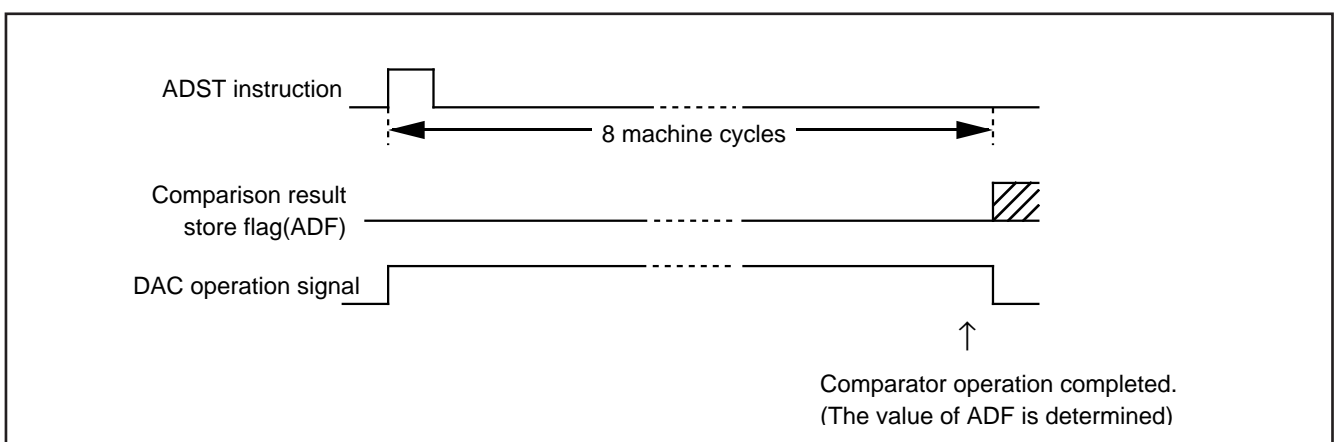 ADST instruction
8 machine cycles
Comparison result
store flag(ADF)
DAC operation signal
↑
Comparator operation completed.
(The value of ADF is determined)